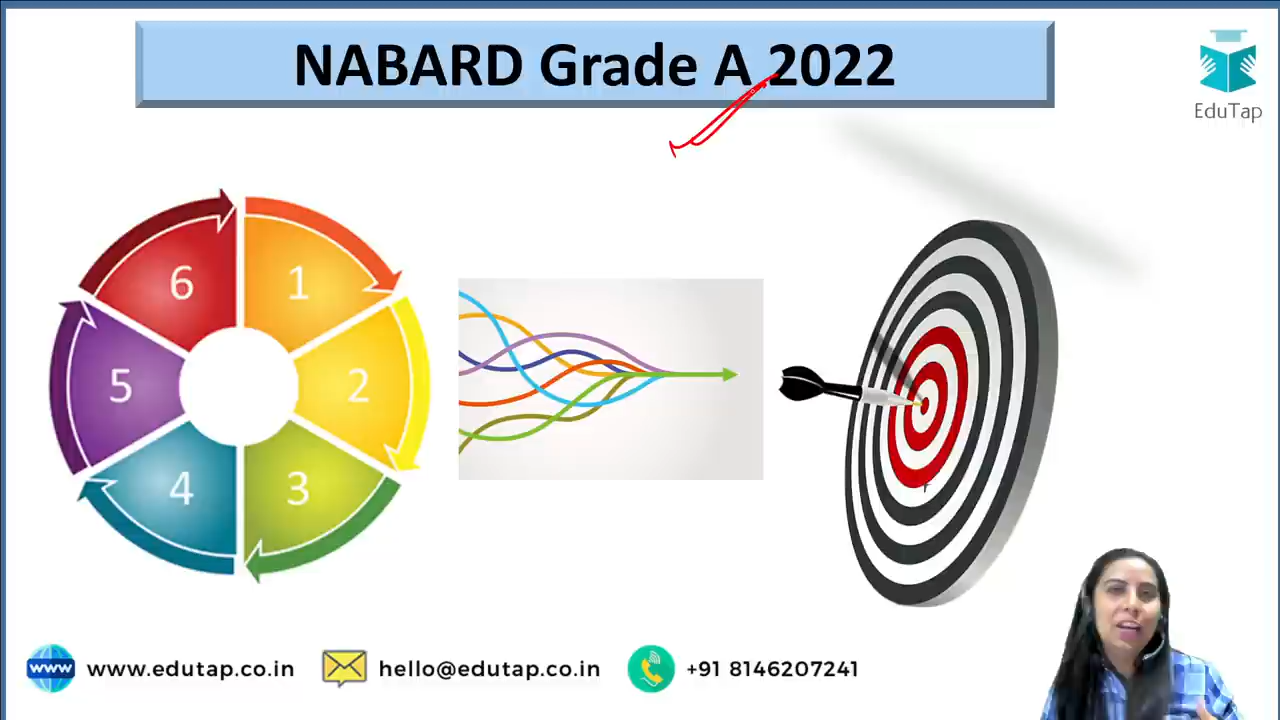 NABARD Grade A 2022
EduTap
6
1
5
2
4
3
www
www.edutap.co.in
hello@edutap.co.in
+91 8146207241